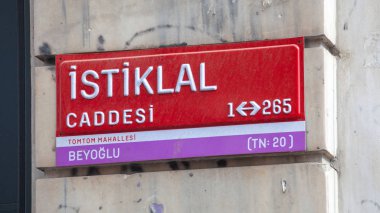 İSTİKLAL
CADDESİ 1↔265
TOMTOM MAHALLESİ
BEYOĞLU (TN: 20)